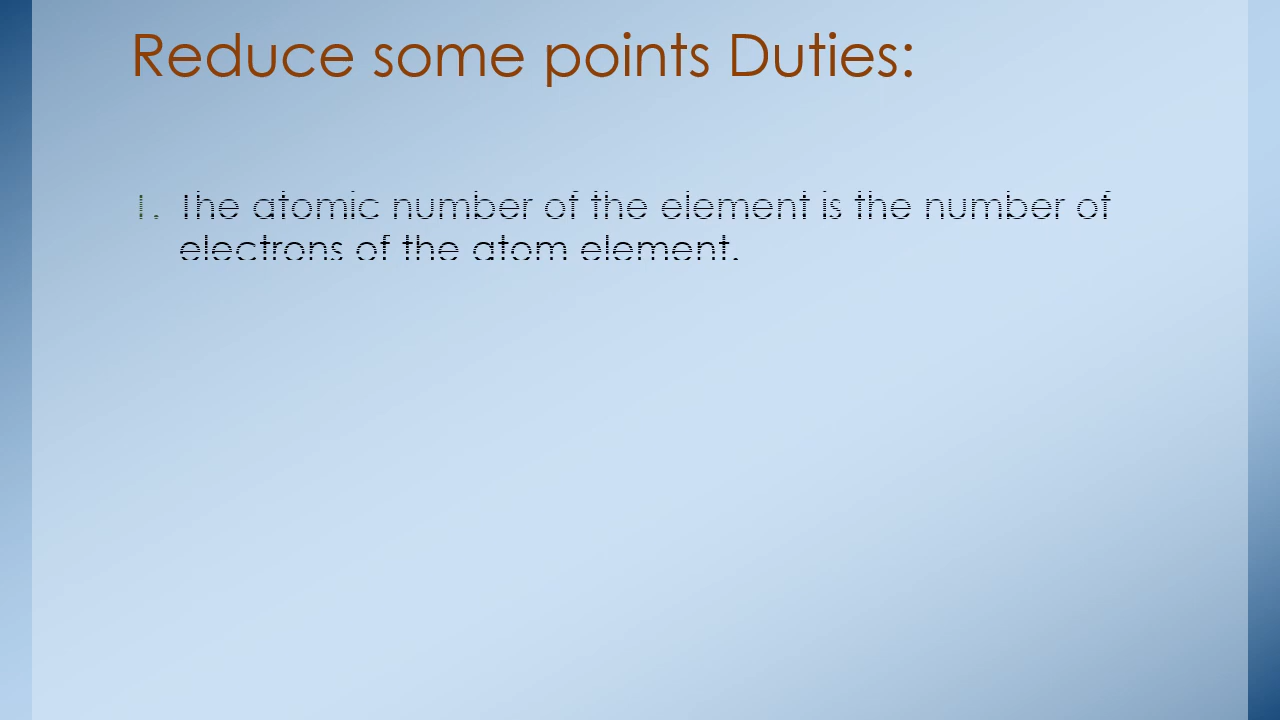 Reduce some points Duties:
1. The atomic number of the element is the number of
electrons of the atom element.